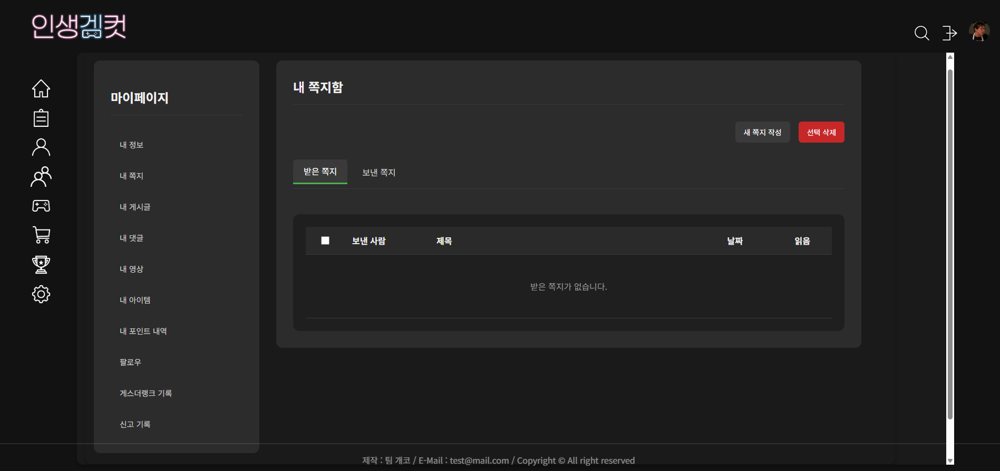 인생겜컷
마이페이지
내 정보
내 쪽지
내 게시글
내 댓글
내 영상
내 아이템
내 포인트 내역
팔로우
게스더랭크 기록
신고 기록
내 쪽지함
새 쪽지 작성
선택 삭제
받은 쪽지
보낸 쪽지
보낸 사람 제목 날짜 읽음
받은 쪽지가 없습니다.
제작 : 팀 개코 / E-Mail : test@mail.com / Copyright © All right reserved